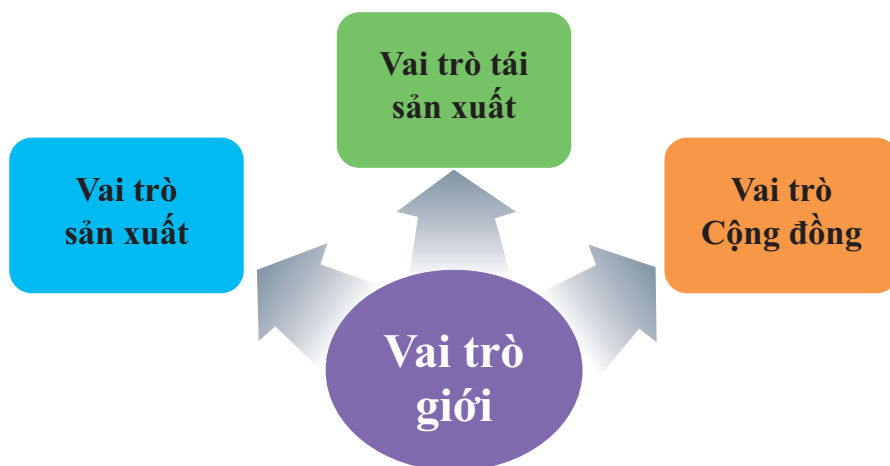 Vai trò tái
sản xuất
Vai trò
sản xuất
Vai trò
Cộng đồng
Vai trò
giới